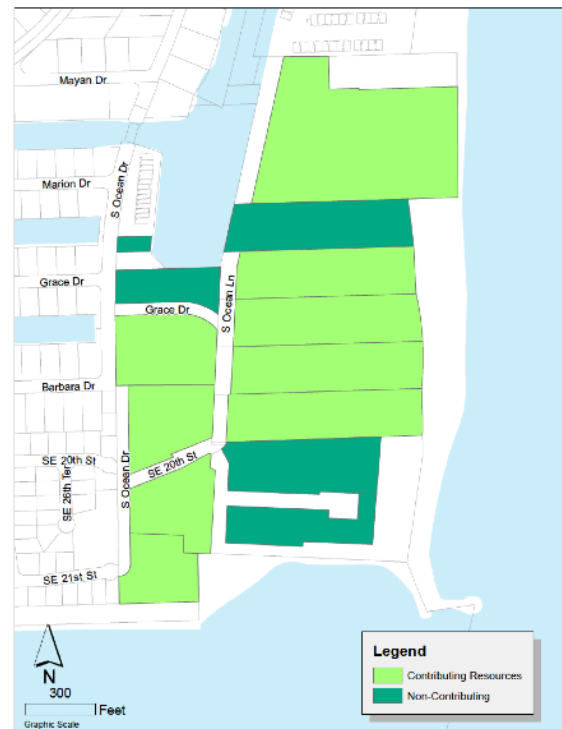 Mayan Dr
Marion Dr
S Ocean Dr
Grace Dr
S Ocean Ln
Grace Dr
Barbara Dr
SE 20th St
SE 20th St
SE 26th Ter
S Ocean Dr
SE 21st St
N
300
Feet
Graphic Scale
Legend
Contributing Resources
Non-Contributing